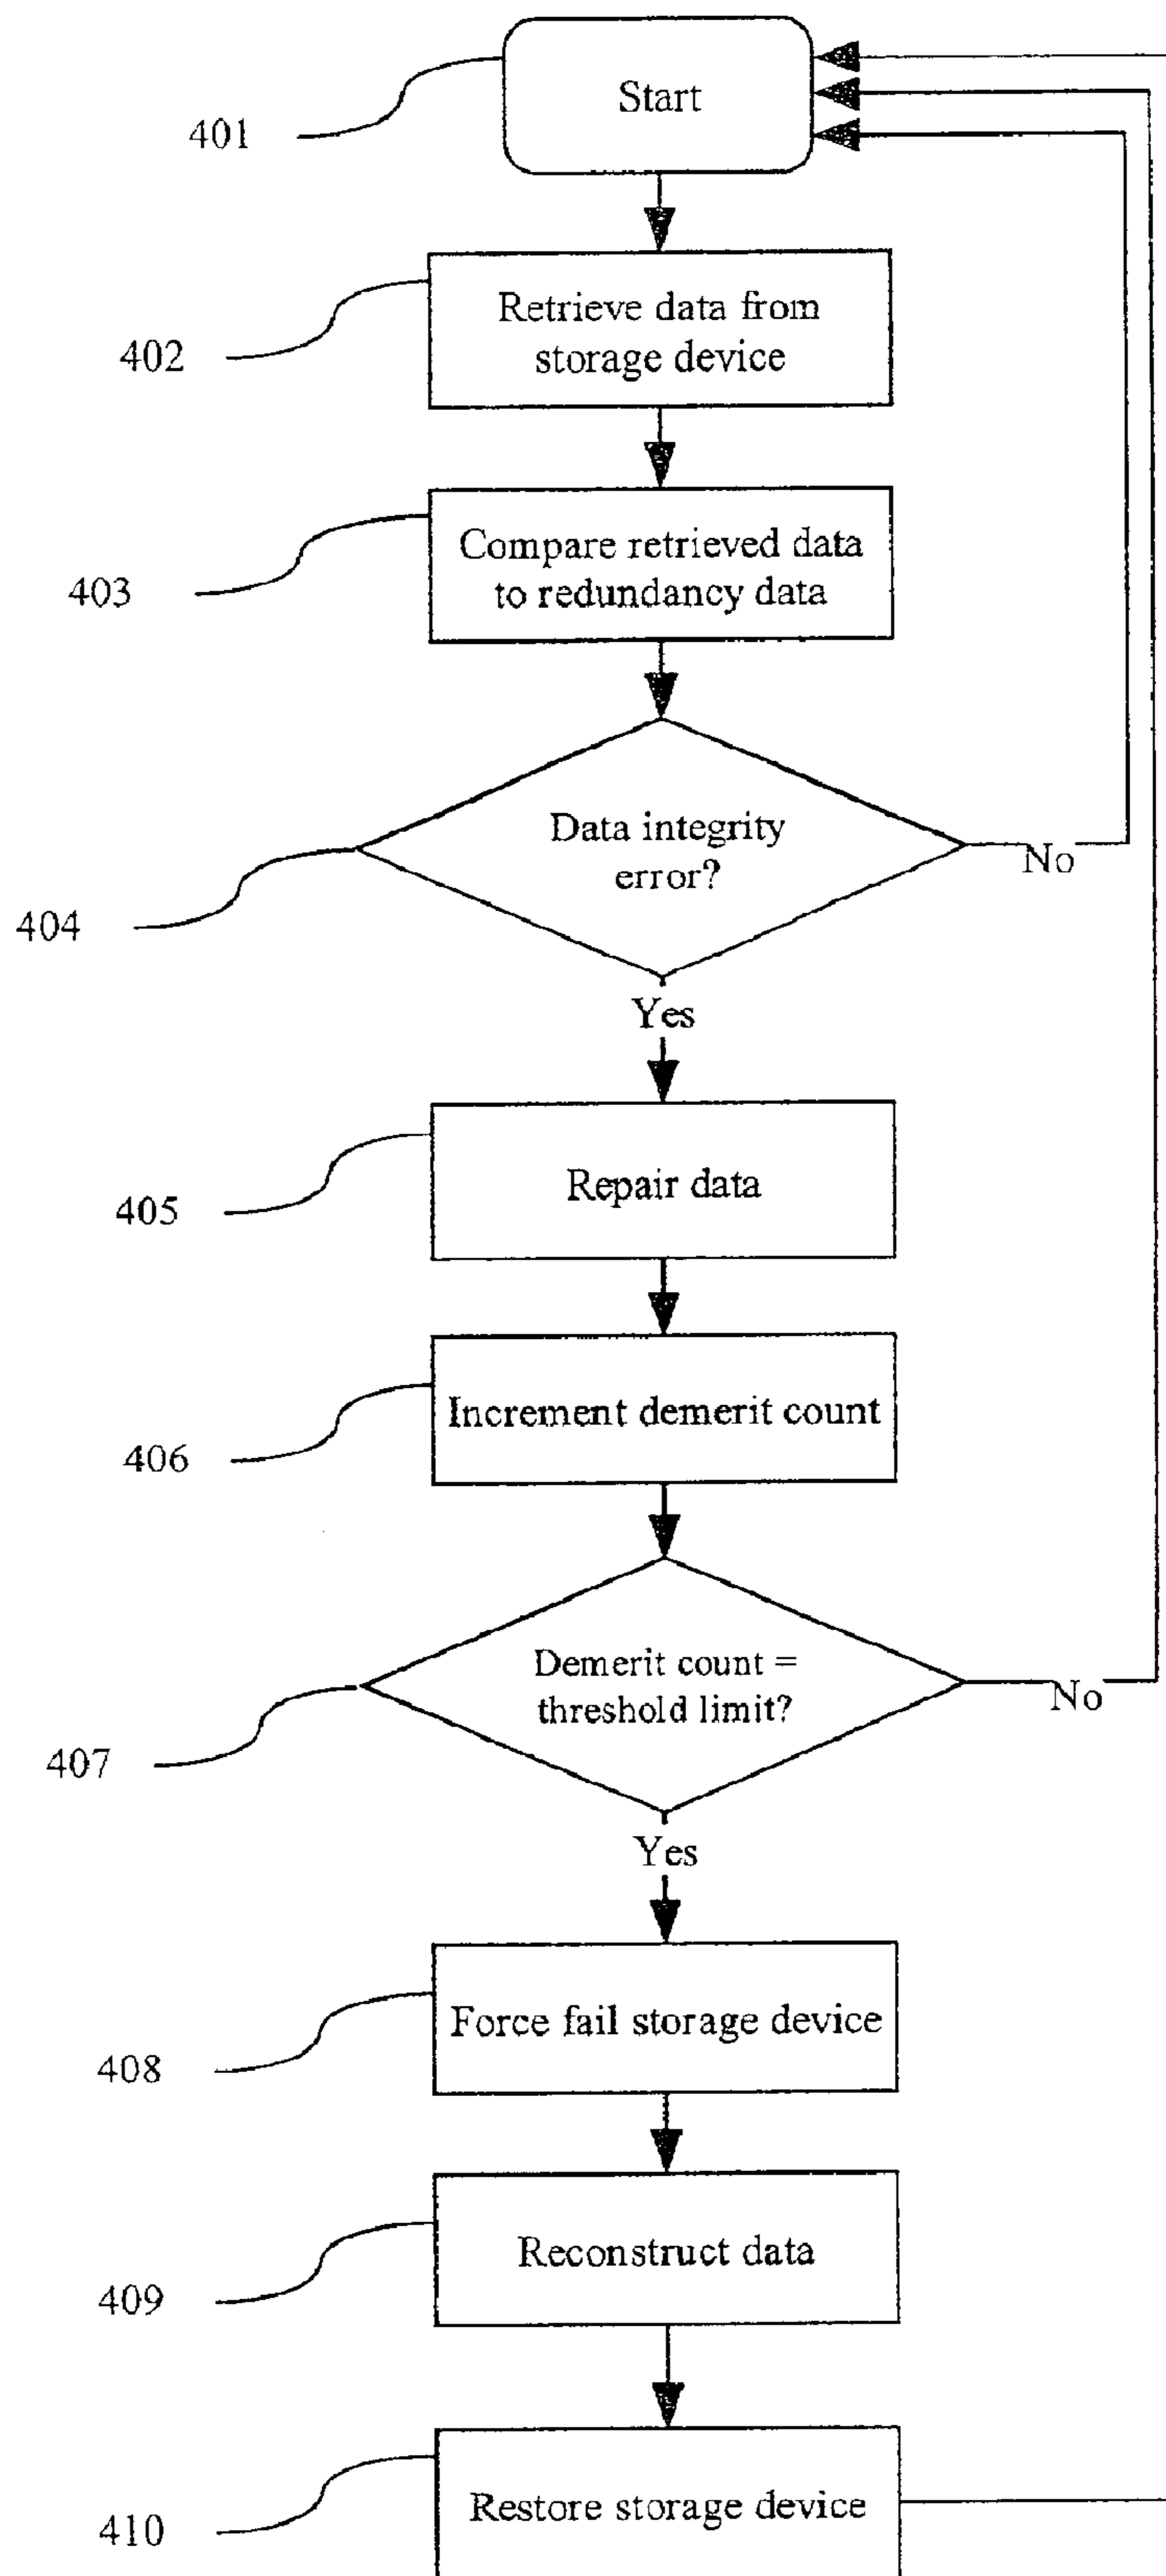 Start
401
Retrieve data from
storage device
402
Compare retrieved data
to redundancy data
403
Data integrity
error?
No
404
Yes
Repair data
405
Increment demerit count
406
Demerit count =
threshold limit?
No
407
Yes
Force fail storage device
408
Reconstruct data
409
Restore storage device
410